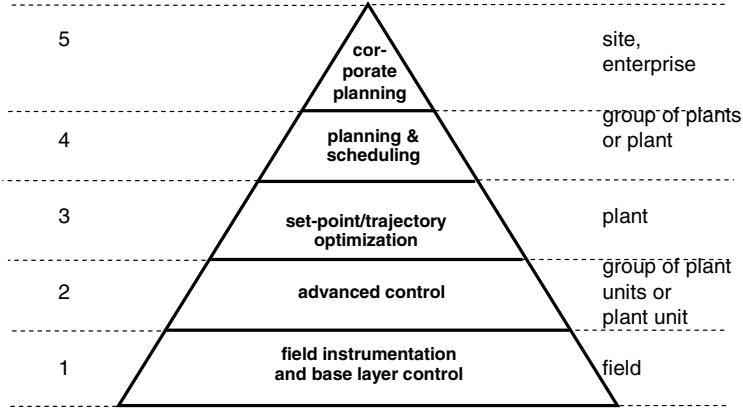 5
cor-
porate
planning
site,
enterprise
4
planning &
scheduling
group of plants
or plant
3
set-point/trajectory
optimization
plant
2
advanced control
group of plant
units or
plant unit
1
field instrumentation
and base layer control
field